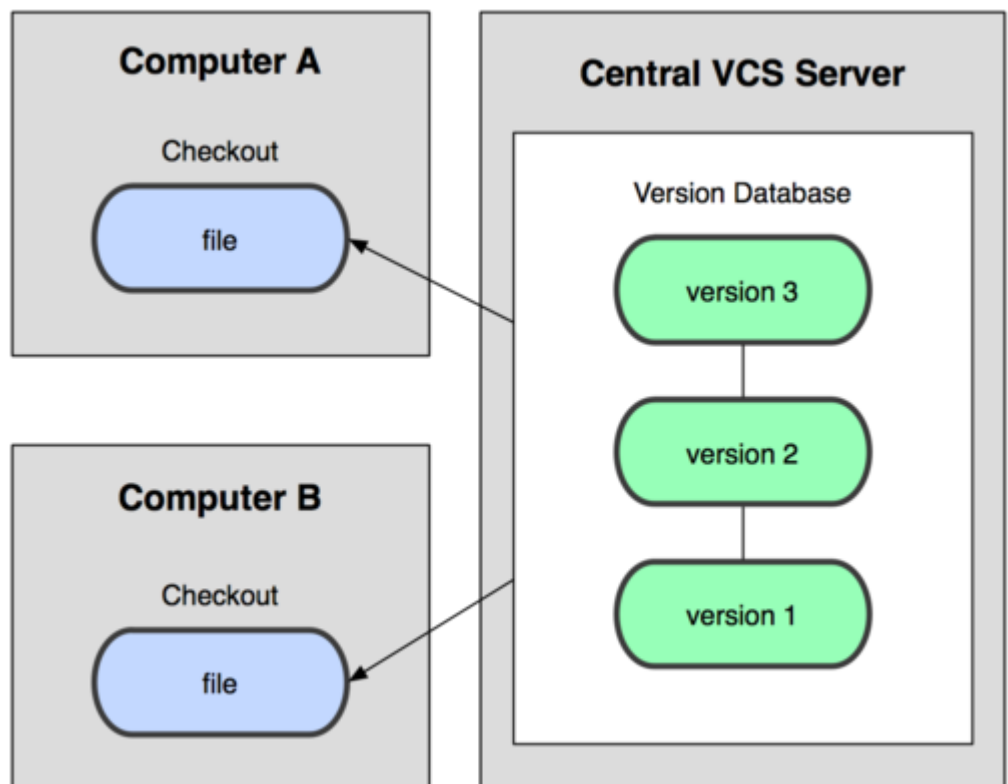 Computer A
Checkout
file
Computer B
Checkout
file
Central VCS Server
Version Database
version 3
version 2
version 1